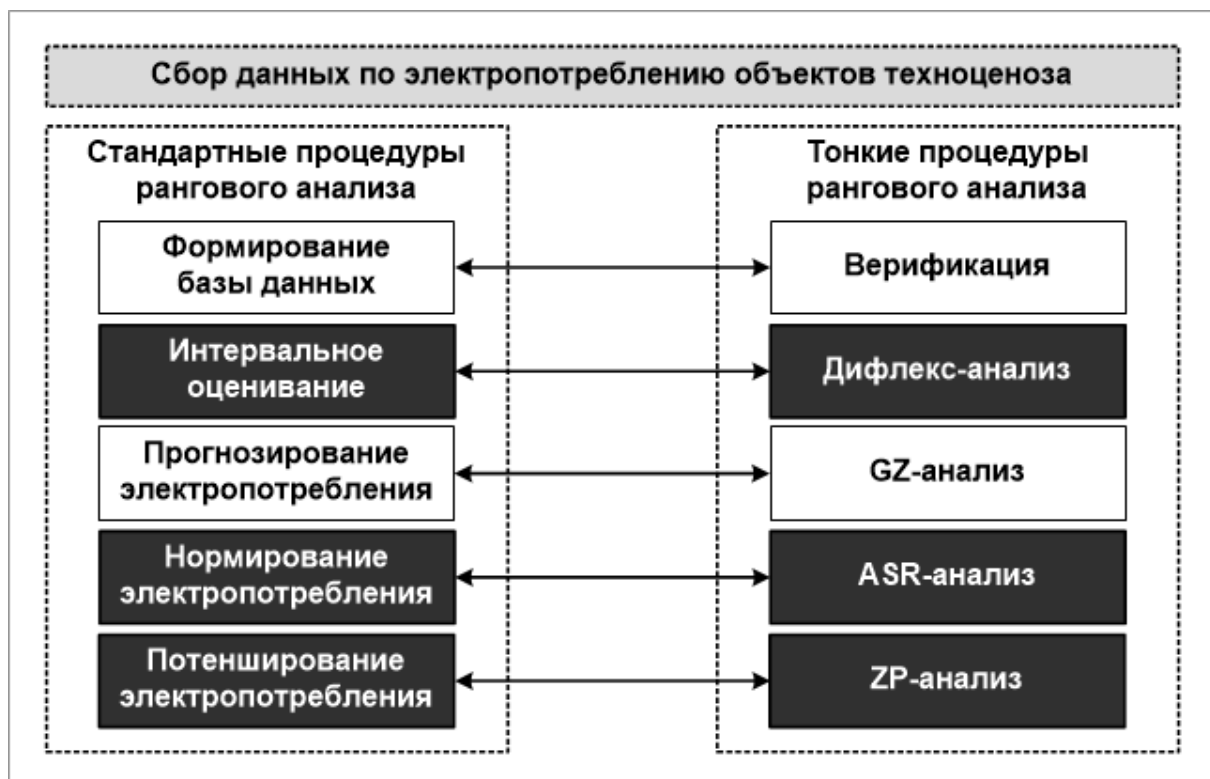 Сбор данных по электропотреблению объектов техноценоза
Стандартные процедуры
рангового анализа
Формирование
базы данных
Интервальное
оценивание
Прогнозирование
электропотребления
Нормирование
электропотребления
Потенширование
электропотребления
Тонкие процедуры
рангового анализа
Верификация
Дифлекс-анализ
GZ-анализ
ASR-анализ
ZP-анализ